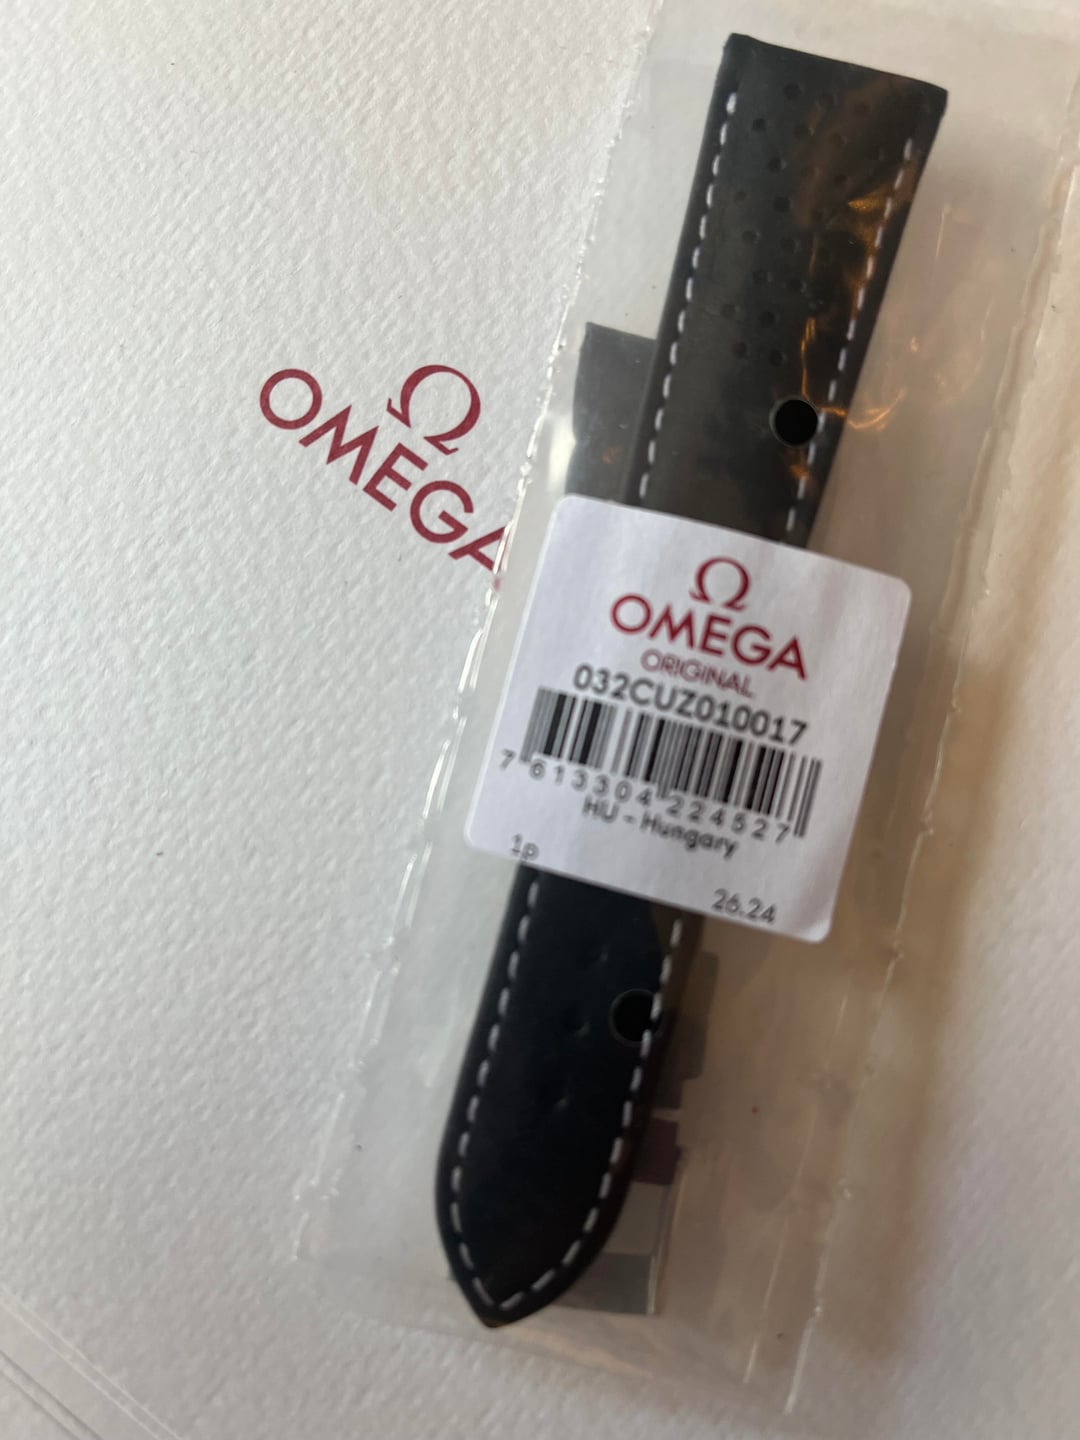 Ω
OMEGA
Ω
OMEGA
ORIGINAL
032CUZ010017
7 613304 224527
HU - Hungary
1p
26.24